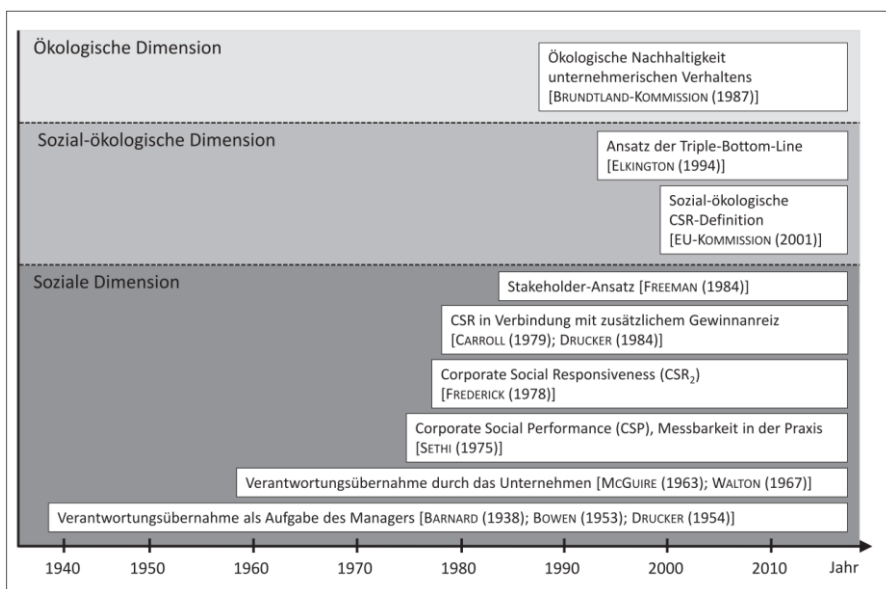 Ökologische Dimension
Ökologische Nachhaltigkeit
unternehmerischen Verhaltens
[BRUNDTLAND-KOMMISSION (1987)]
Sozial-ökologische Dimension
Ansatz der Triple-Bottom-Line
[ELKINGTON (1994)]
Sozial-ökologische
CSR-Definition
[EU-KOMMISSION (2001)]
Soziale Dimension
Stakeholder-Ansatz [FREEMAN (1984)]
CSR in Verbindung mit zusätzlichem Gewinnanreiz
[CARROLL (1979); DRUCKER (1984)]
Corporate Social Responsiveness (CSR₂)
[FREDERICK (1978)]
Corporate Social Performance (CSP), Messbarkeit in der Praxis
[SETHI (1975)]
Verantwortungsübernahme durch das Unternehmen [MCGUIRE (1963); WALTON (1967)]
Verantwortungsübernahme als Aufgabe des Managers [BARNARD (1938); BOWEN (1953); DRUCKER (1954)]
1940 1950 1960 1970 1980 1990 2000 2010 Jahr